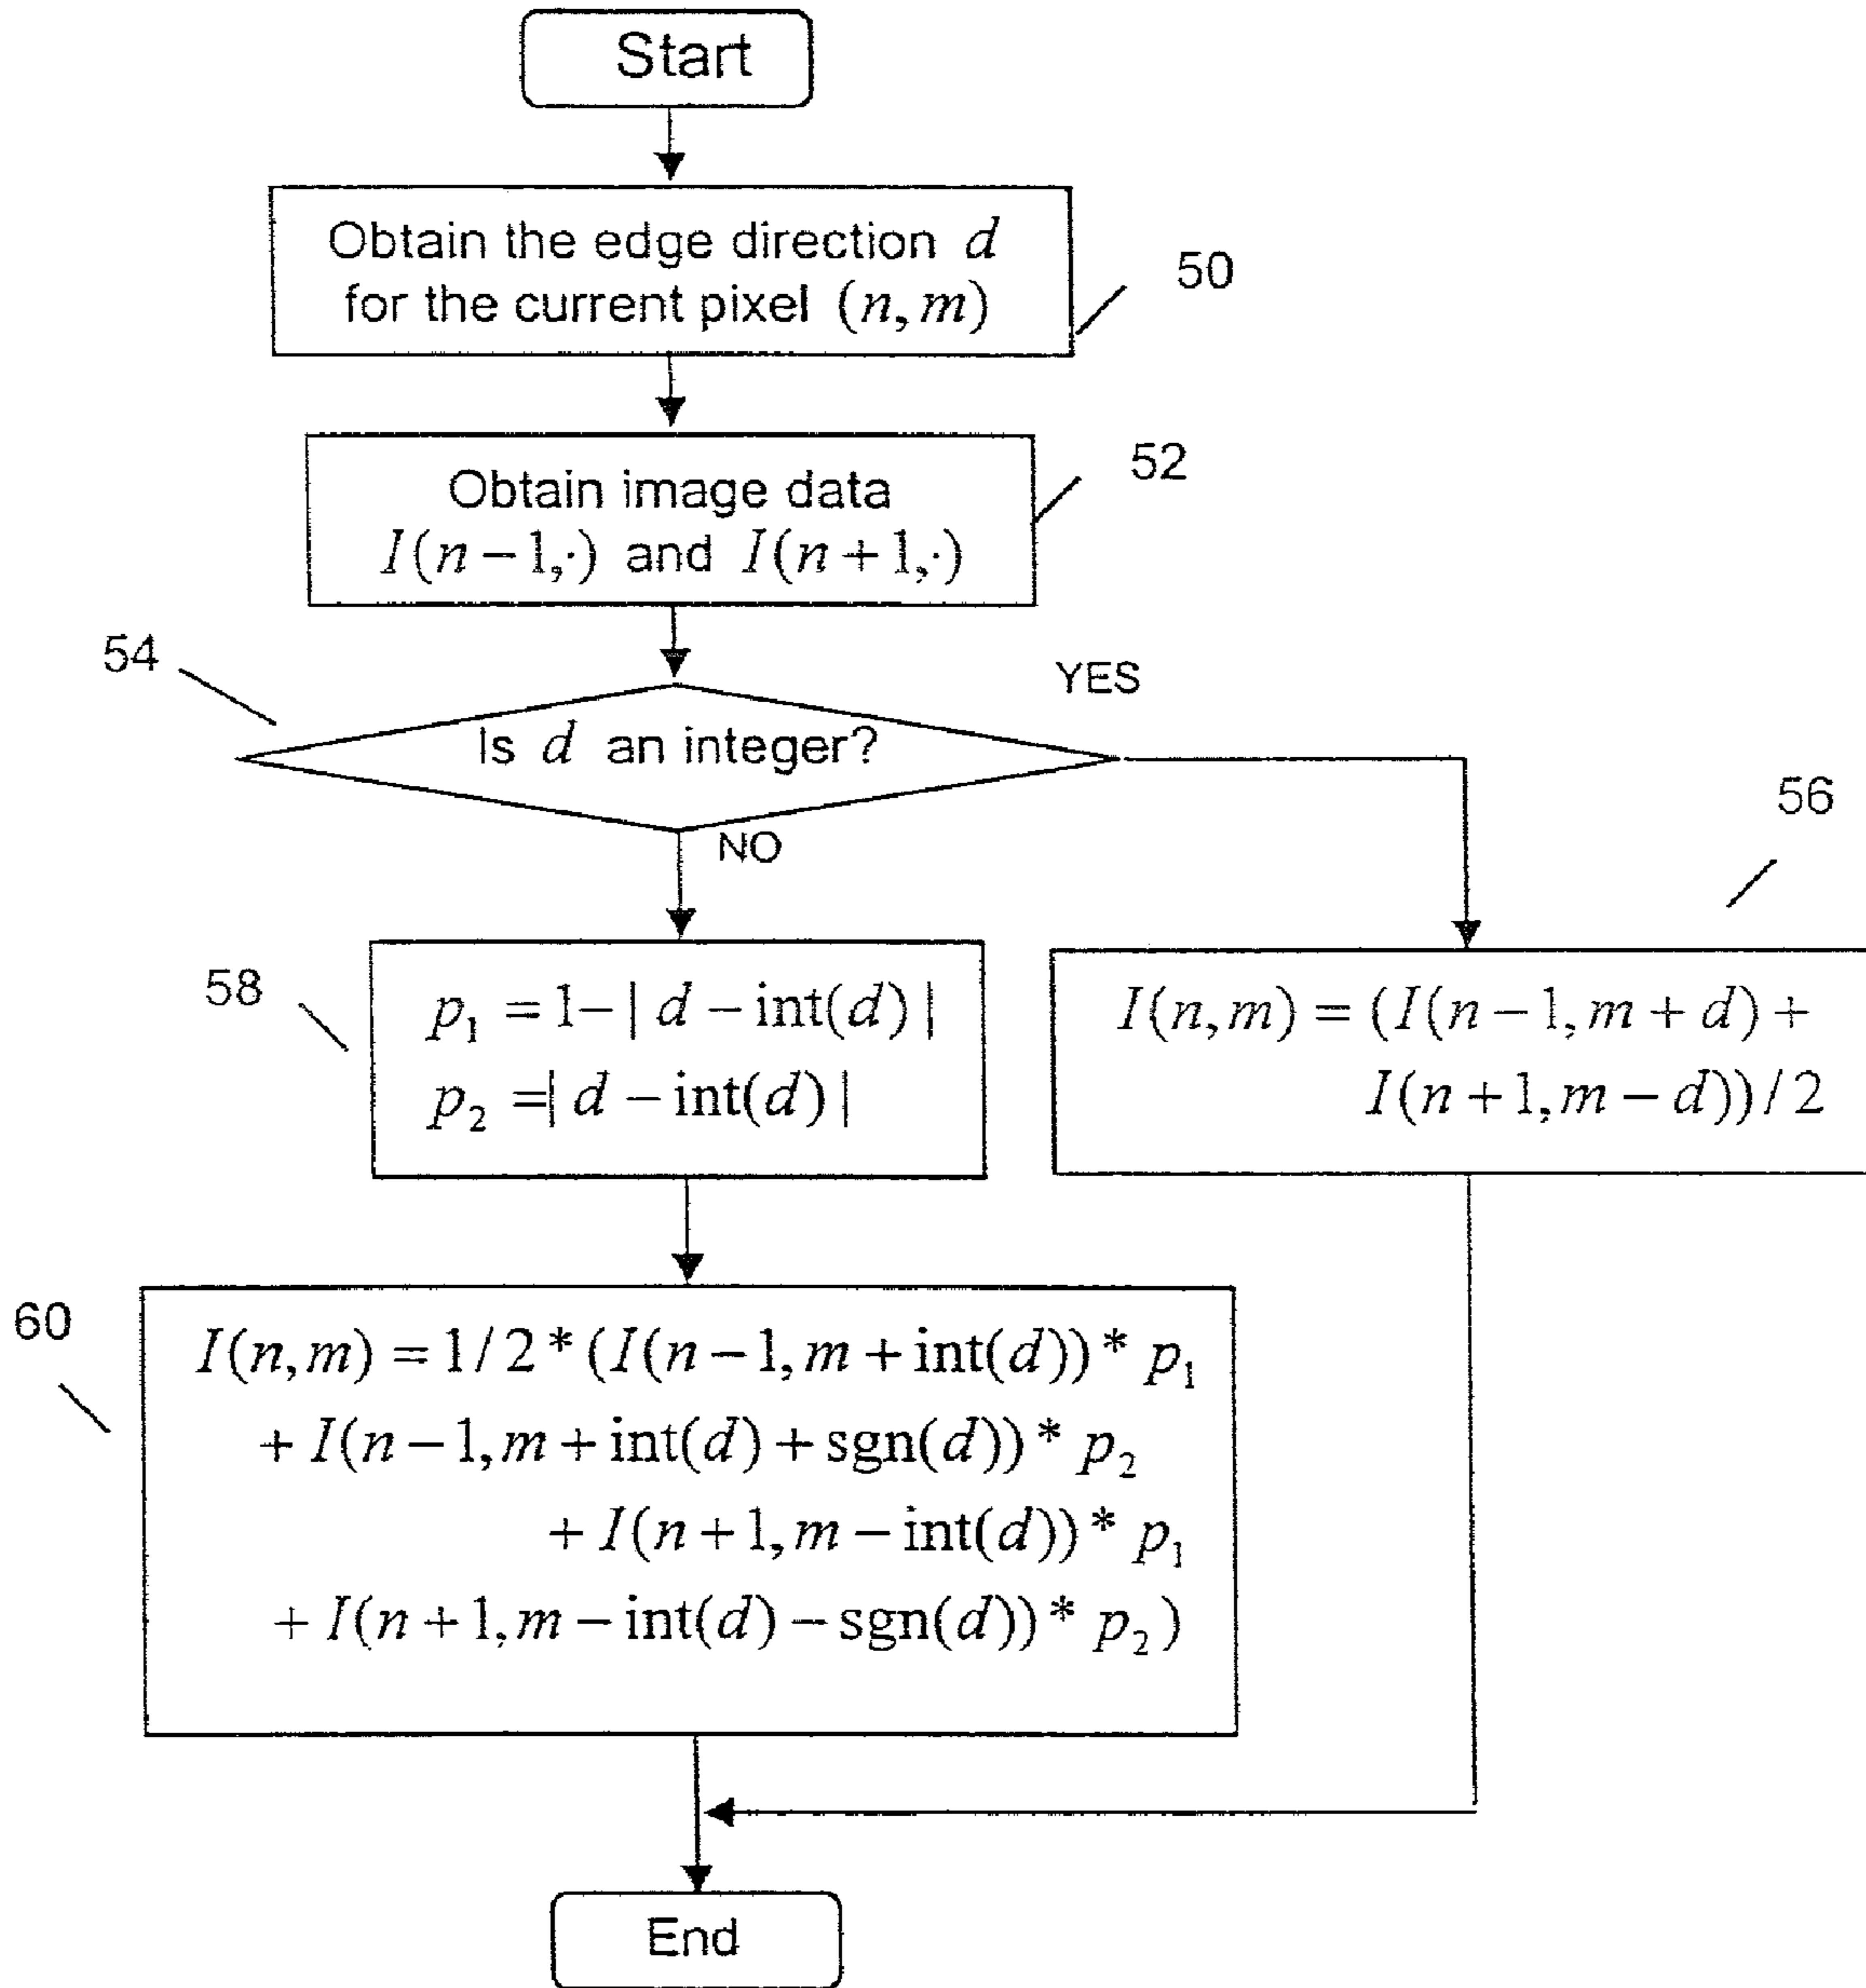 Start
Obtain the edge direction d
for the current pixel (n, m)
50
Obtain image data
I(n−1,·) and I(n+1,·)
52
54
Is d an integer?
YES
NO
56
58
p₁ = 1−| d − int(d) |
p₂ =| d − int(d) |
I(n,m) = (I(n−1,m+d)+
I(n+1,m−d))/2
60
I(n,m) = 1/2*(I(n−1,m+int(d))* p₁
+ I(n−1,m+int(d)+sgn(d))* p₂
+ I(n+1,m−int(d))* p₁
+ I(n+1,m−int(d)−sgn(d))* p₂)
End